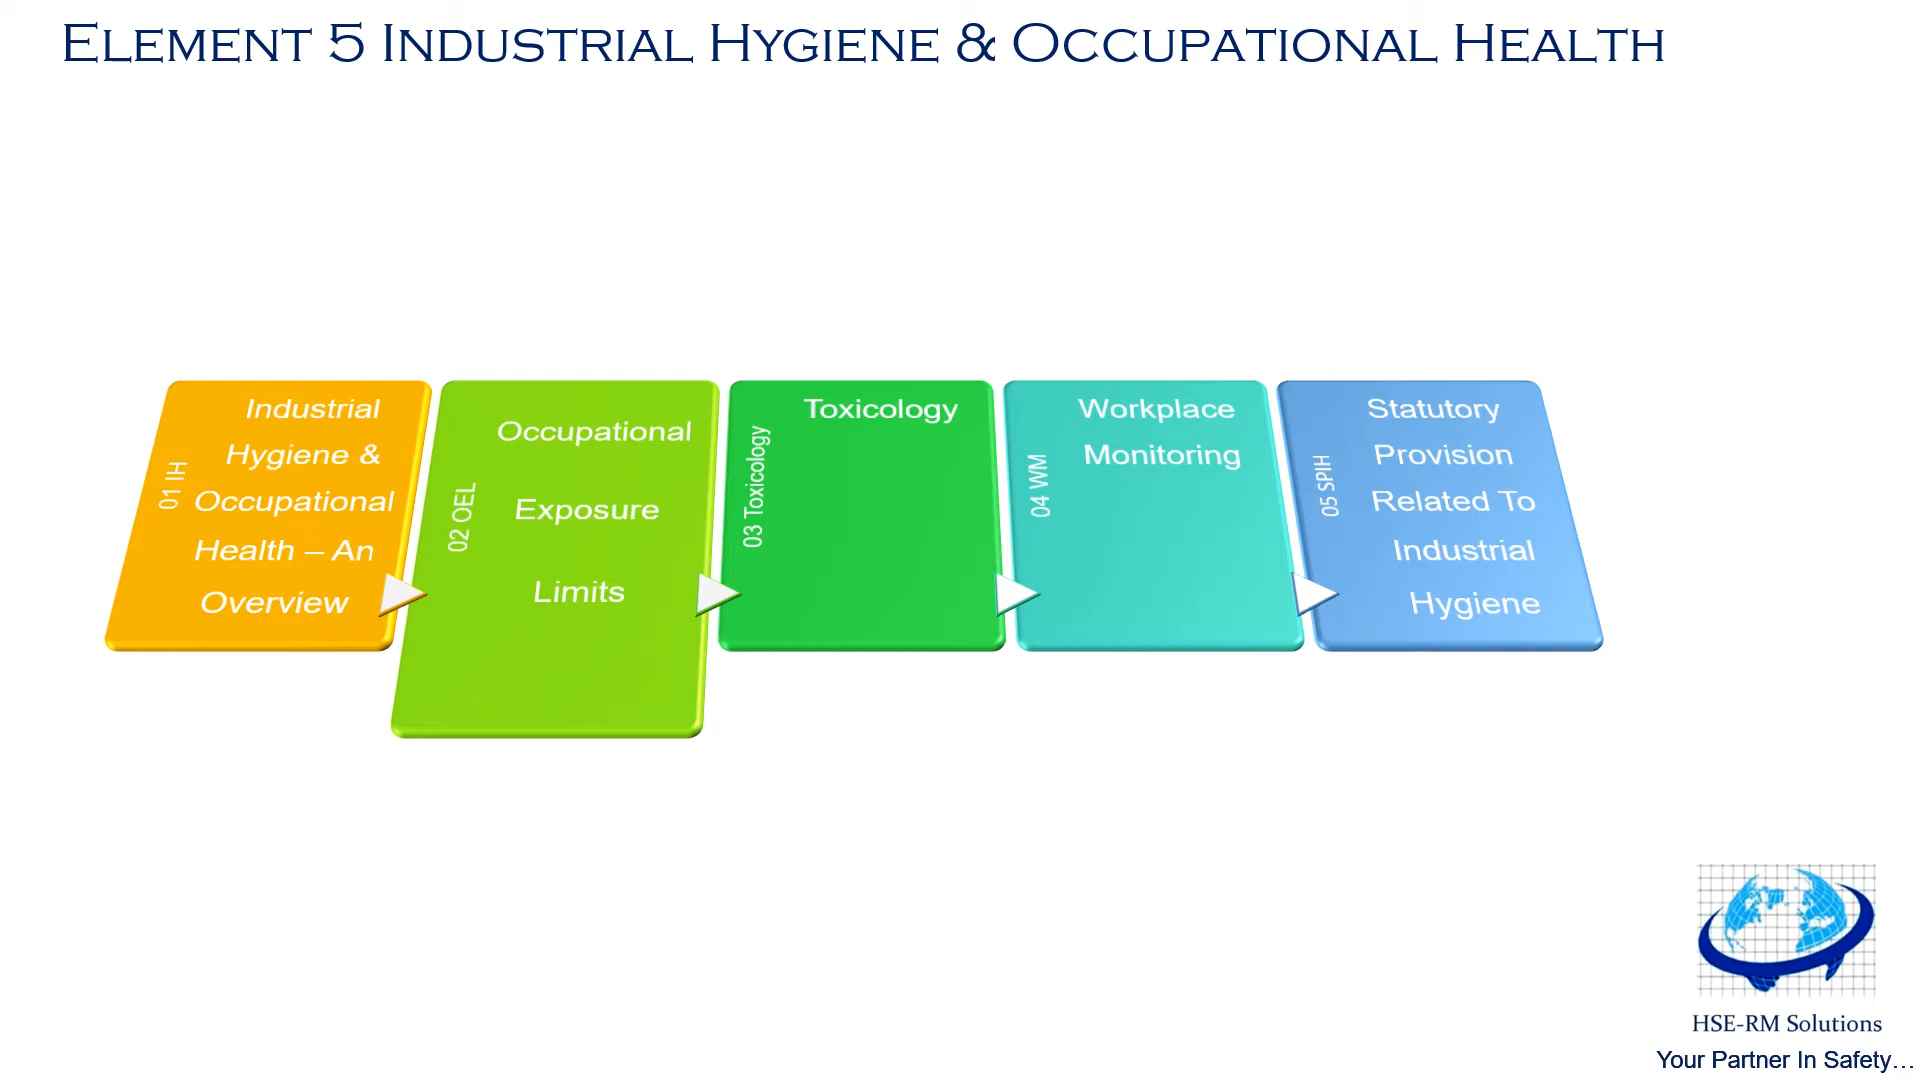 Element 5 Industrial Hygiene & Occupational Health
01 IH
Industrial
Hygiene &
Occupational
Health – An
Overview
02 OEL
Occupational
Exposure
Limits
03 Toxicology
Toxicology
04 WM
Workplace
Monitoring
05 SPIH
Statutory
Provision
Related To
Industrial
Hygiene
HSE-RM Solutions
Your Partner In Safety...